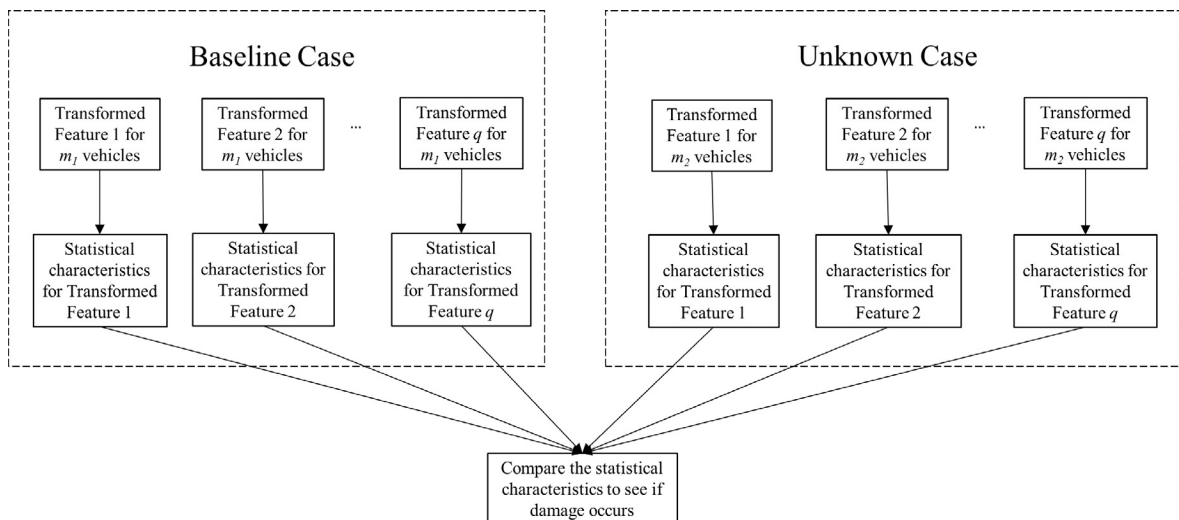 Baseline Case
Transformed
Feature 1 for
m1 vehicles
Transformed
Feature 2 for
m1 vehicles
...
Transformed
Feature q for
m1 vehicles
Statistical
characteristics
for Transformed
Feature 1
Statistical
characteristics for
Transformed
Feature 2
Statistical
characteristics
for Transformed
Feature q
Unknown Case
Transformed
Feature 1 for
m2 vehicles
Transformed
Feature 2 for
m2 vehicles
...
Transformed
Feature q for
m2 vehicles
Statistical
characteristics
for Transformed
Feature 1
Statistical
characteristics for
Transformed
Feature 2
Statistical
characteristics for
Transformed
Feature q
Compare the statistical
characteristics to see if
damage occurs